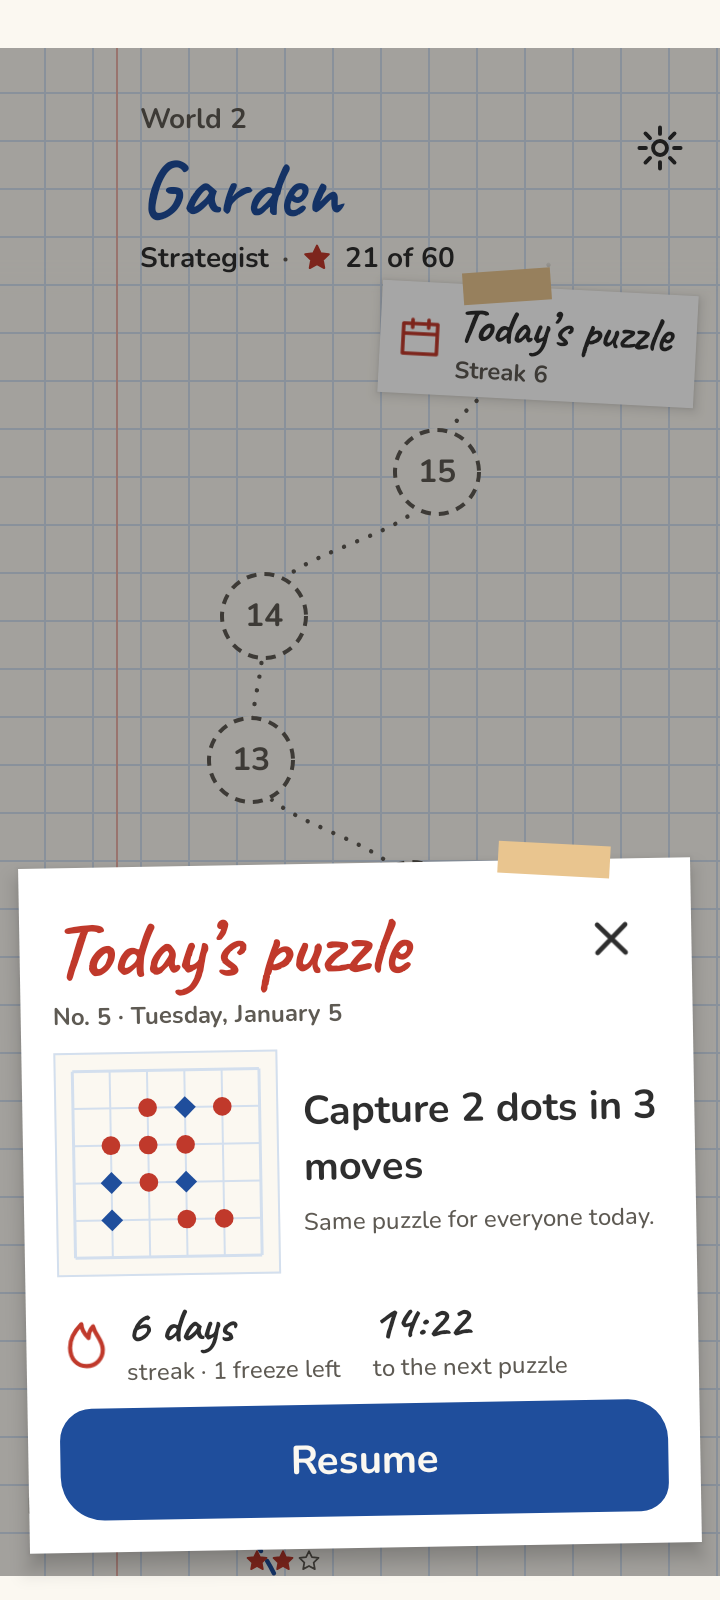 World 2
Garden
Strategist · 21 of 60
Today's puzzle
Streak 6
15
14
13
Today's puzzle
No. 5 · Tuesday, January 5
Capture 2 dots in 3
moves
Same puzzle for everyone today.
6 days
streak · 1 freeze left
14:22
to the next puzzle
Resume